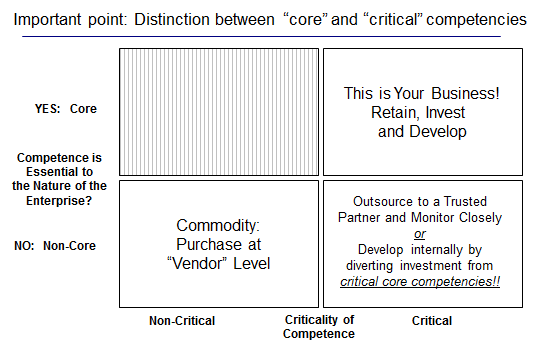 Important point: Distinction between “core” and “critical” competencies
This is Your Business!
Retain, Invest
and Develop
YES: Core
Competence is
Essential to
the Nature of the
Enterprise?
NO: Non-Core
Commodity:
Purchase at
“Vendor” Level
Outsource to a Trusted
Partner and Monitor Closely
or
Develop internally by
diverting investment from
critical core competencies!!
Non-Critical
Criticality of
Competence
Critical